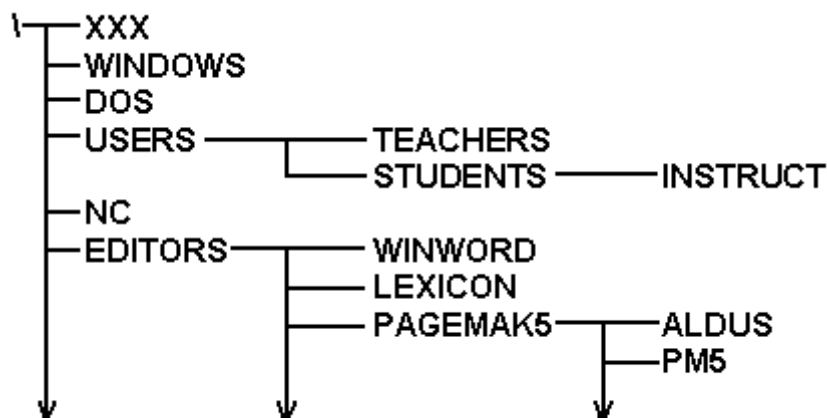 \ XXX
WINDOWS
DOS
USERS TEACHERS
STUDENTS INSTRUCT
NC
EDITORS WINWORD
LEXICON
PAGEMAK5 ALDUS
PM5